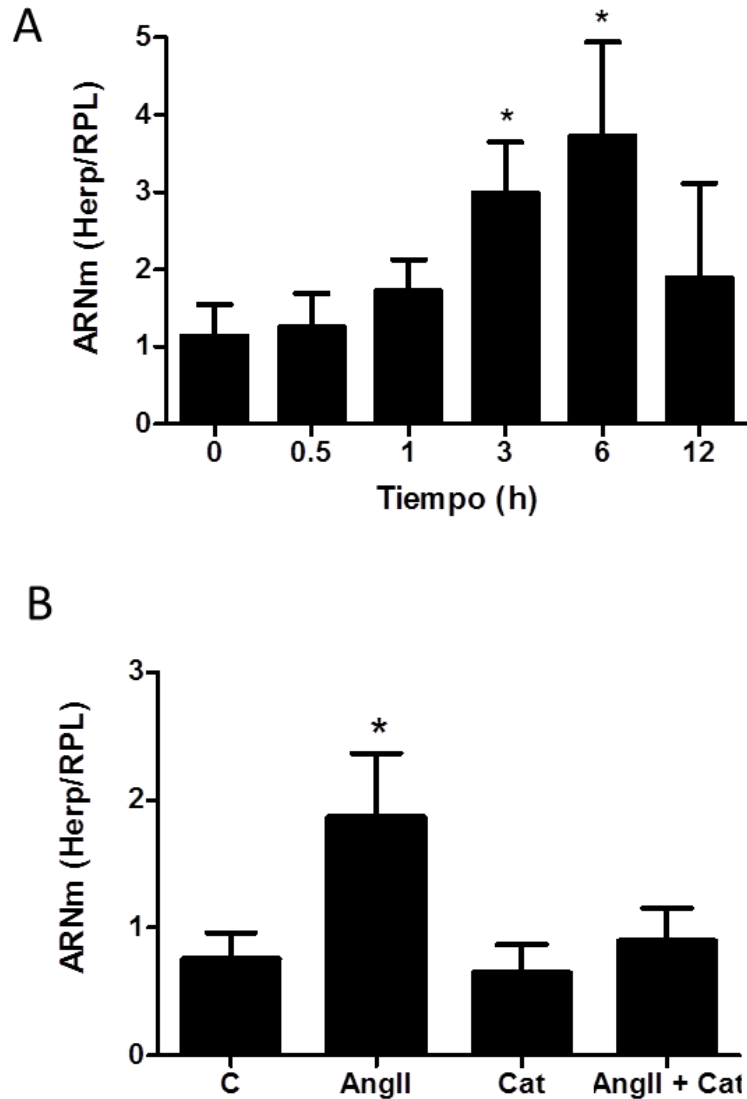 A
ARNm (Herp/RPL)
5
4
3
2
1
0
*
*
0 0.5 1 3 6 12
Tiempo (h)
B
ARNm (Herp/RPL)
3
2
1
0
*
C AngII Cat AngII + Cat